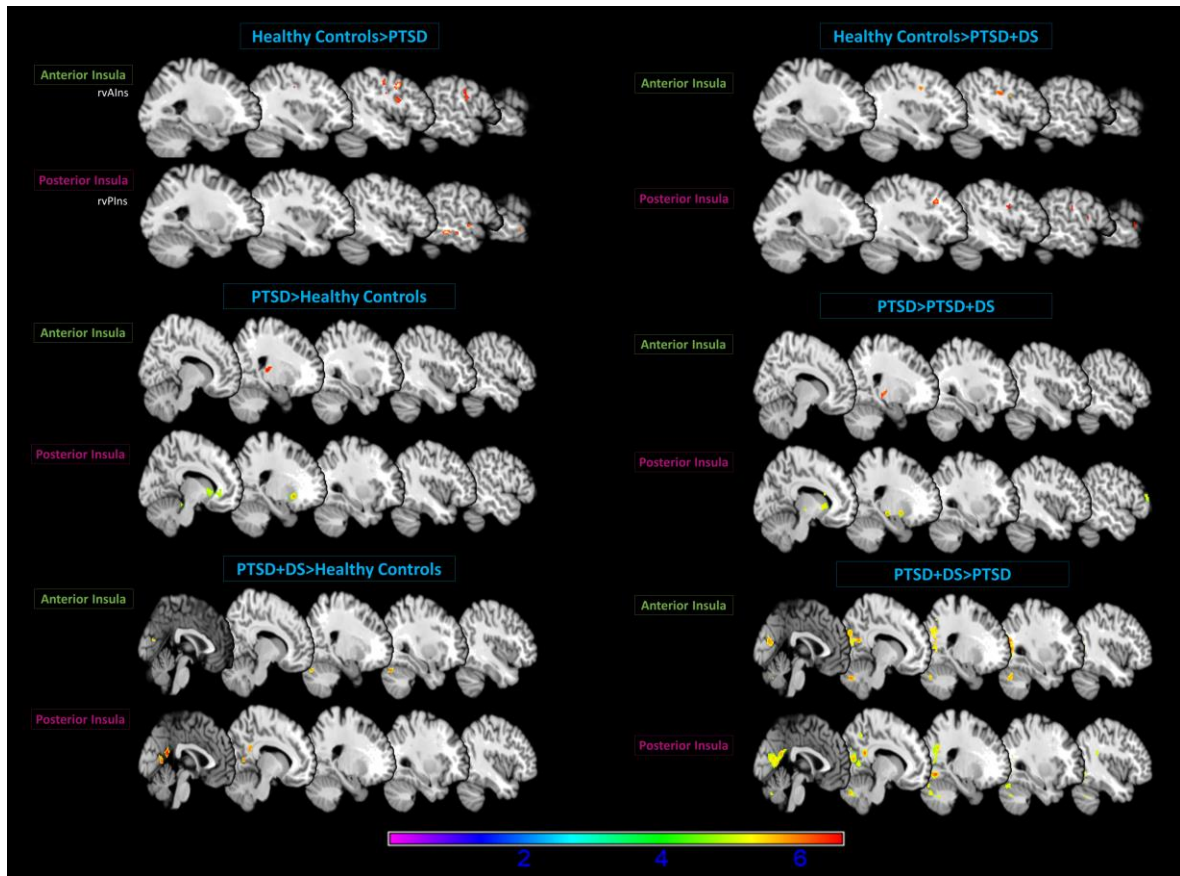 Healthy Controls>PTSD
Anterior Insula
rvAIns
Posterior Insula
rvPIns
Healthy Controls>PTSD+DS
Anterior Insula
Posterior Insula
PTSD>Healthy Controls
Anterior Insula
Posterior Insula
PTSD>PTSD+DS
Anterior Insula
Posterior Insula
PTSD+DS>Healthy Controls
Anterior Insula
Posterior Insula
PTSD+DS>PTSD
Anterior Insula
Posterior Insula
2 4 6